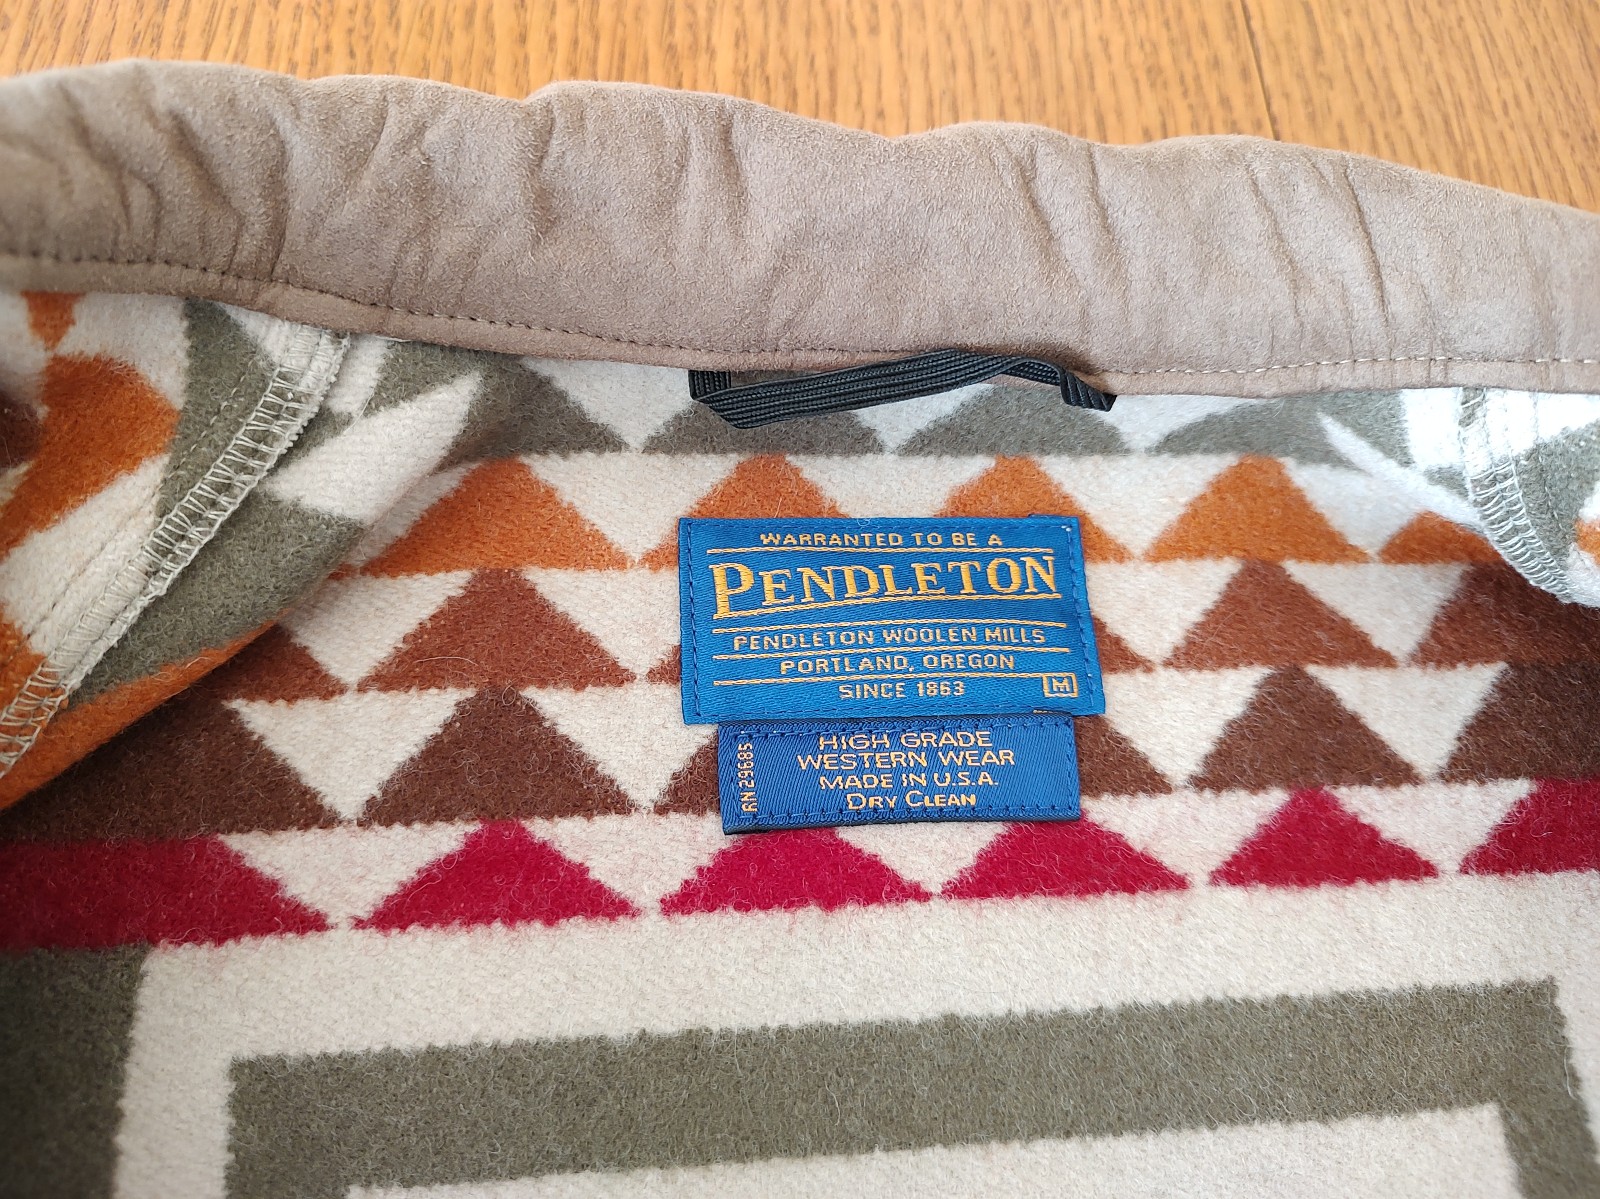 WARRANTED TO BE A
PENDLETON
PENDLETON WOOLEN MILLS
PORTLAND, OREGON
SINCE 1863
M
HIGH GRADE
WESTERN WEAR
MADE IN U.S.A.
DRY CLEAN
RN 29685